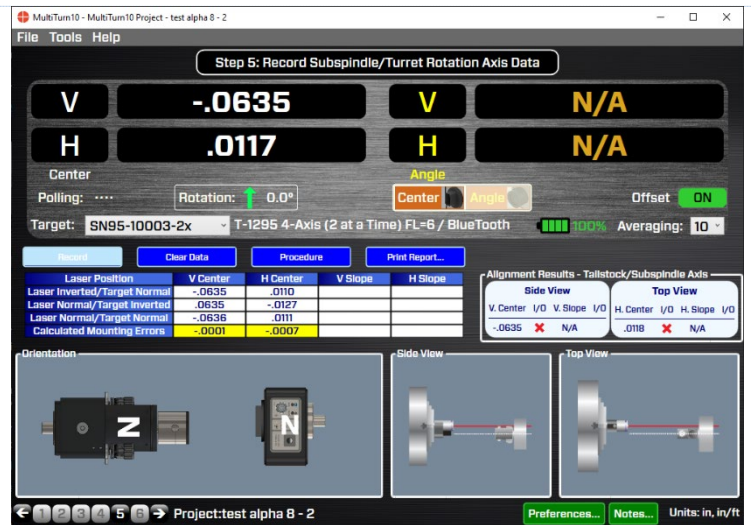 MultiTurn10 - MultiTurn10 Project - test alpha 8 - 2
File Tools Help
Step 5: Record Subspindle/Turret Rotation Axis Data
V -.0635 V N/A
H .0117 H N/A
Center Angle
Polling: ···· Rotation: 0.0° Center Angle Offset ON
Target: SN95-10003-2x T-1295 4-Axis (2 at a Time) FL=6 / BlueTooth 100% Averaging: 10
Record Clear Data Procedure Print Report...
Laser Position V Center H Center V Slope H Slope
Laser Inverted/Target Normal -.0635 .0110
Laser Normal/Target Inverted .0635 -.0127
Laser Normal/Target Normal -.0636 .0111
Calculated Mounting Errors -.0001 -.0007
Alignment Results - Tailstock/Subspindle Axis
Side View Top View
V. Center I/O V. Slope I/O H. Center I/O H. Slope I/O
-.0635 N/A .0118 N/A
Orientation Side View Top View
N N
1 2 3 4 5 6 Project:test alpha 8 - 2 Preferences... Notes... Units: in, in/ft